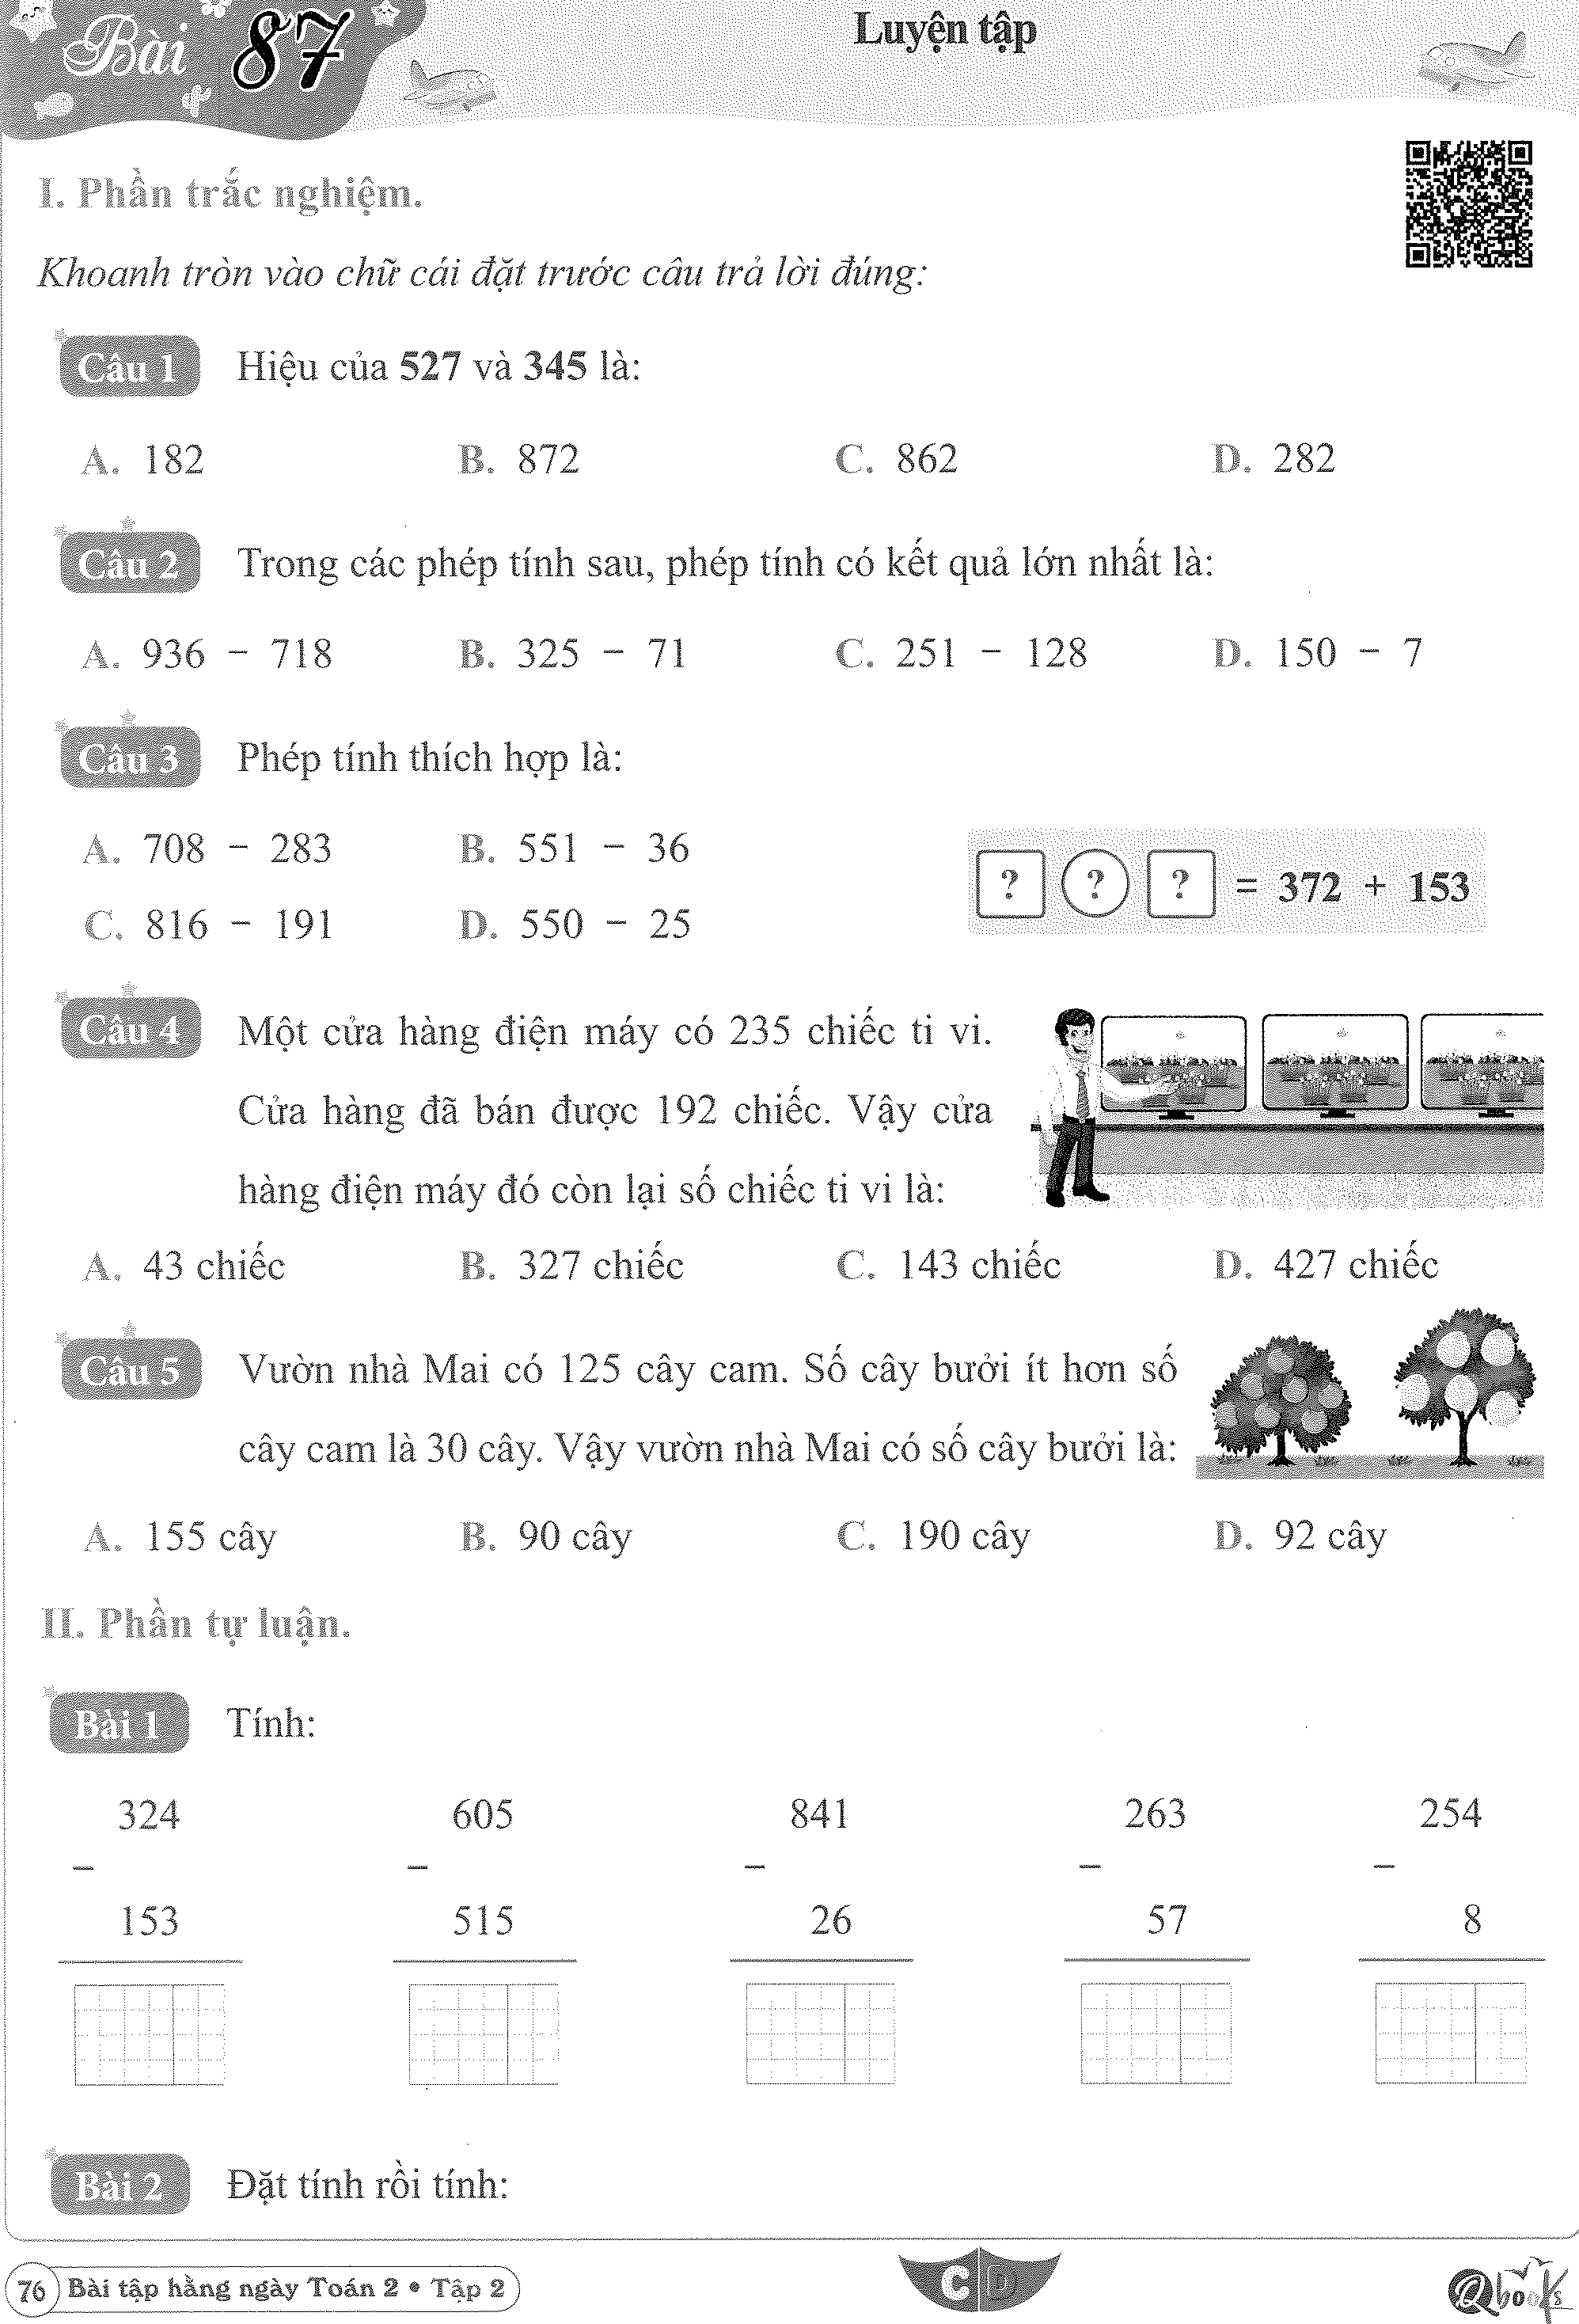 Bài 87
Luyện tập
I. Phần trắc nghiệm.
Khoanh tròn vào chữ cái đặt trước câu trả lời đúng:
Câu 1 Hiệu của 527 và 345 là:
A. 182 B. 872 C. 862 D. 282
Câu 2 Trong các phép tính sau, phép tính có kết quả lớn nhất là:
A. 936 - 718 B. 325 - 71 C. 251 - 128 D. 150 - 7
Câu 3 Phép tính thích hợp là:
A. 708 - 283 B. 551 - 36
? ? ? = 372 + 153
C. 816 - 191 D. 550 - 25
Câu 4 Một cửa hàng điện máy có 235 chiếc ti vi.
Cửa hàng đã bán được 192 chiếc. Vậy cửa
hàng điện máy đó còn lại số chiếc ti vi là:
A. 43 chiếc B. 327 chiếc C. 143 chiếc D. 427 chiếc
Câu 5 Vườn nhà Mai có 125 cây cam. Số cây bưởi ít hơn số
cây cam là 30 cây. Vậy vườn nhà Mai có số cây bưởi là:
A. 155 cây B. 90 cây C. 190 cây D. 92 cây
II. Phần tự luận.
Bài 1 Tính:
324 605 841 263 254
- - - - -
153 515 26 57 8
Bài 2 Đặt tính rồi tính:
76 Bài tập hằng ngày Toán 2 • Tập 2
C D
Qbooks